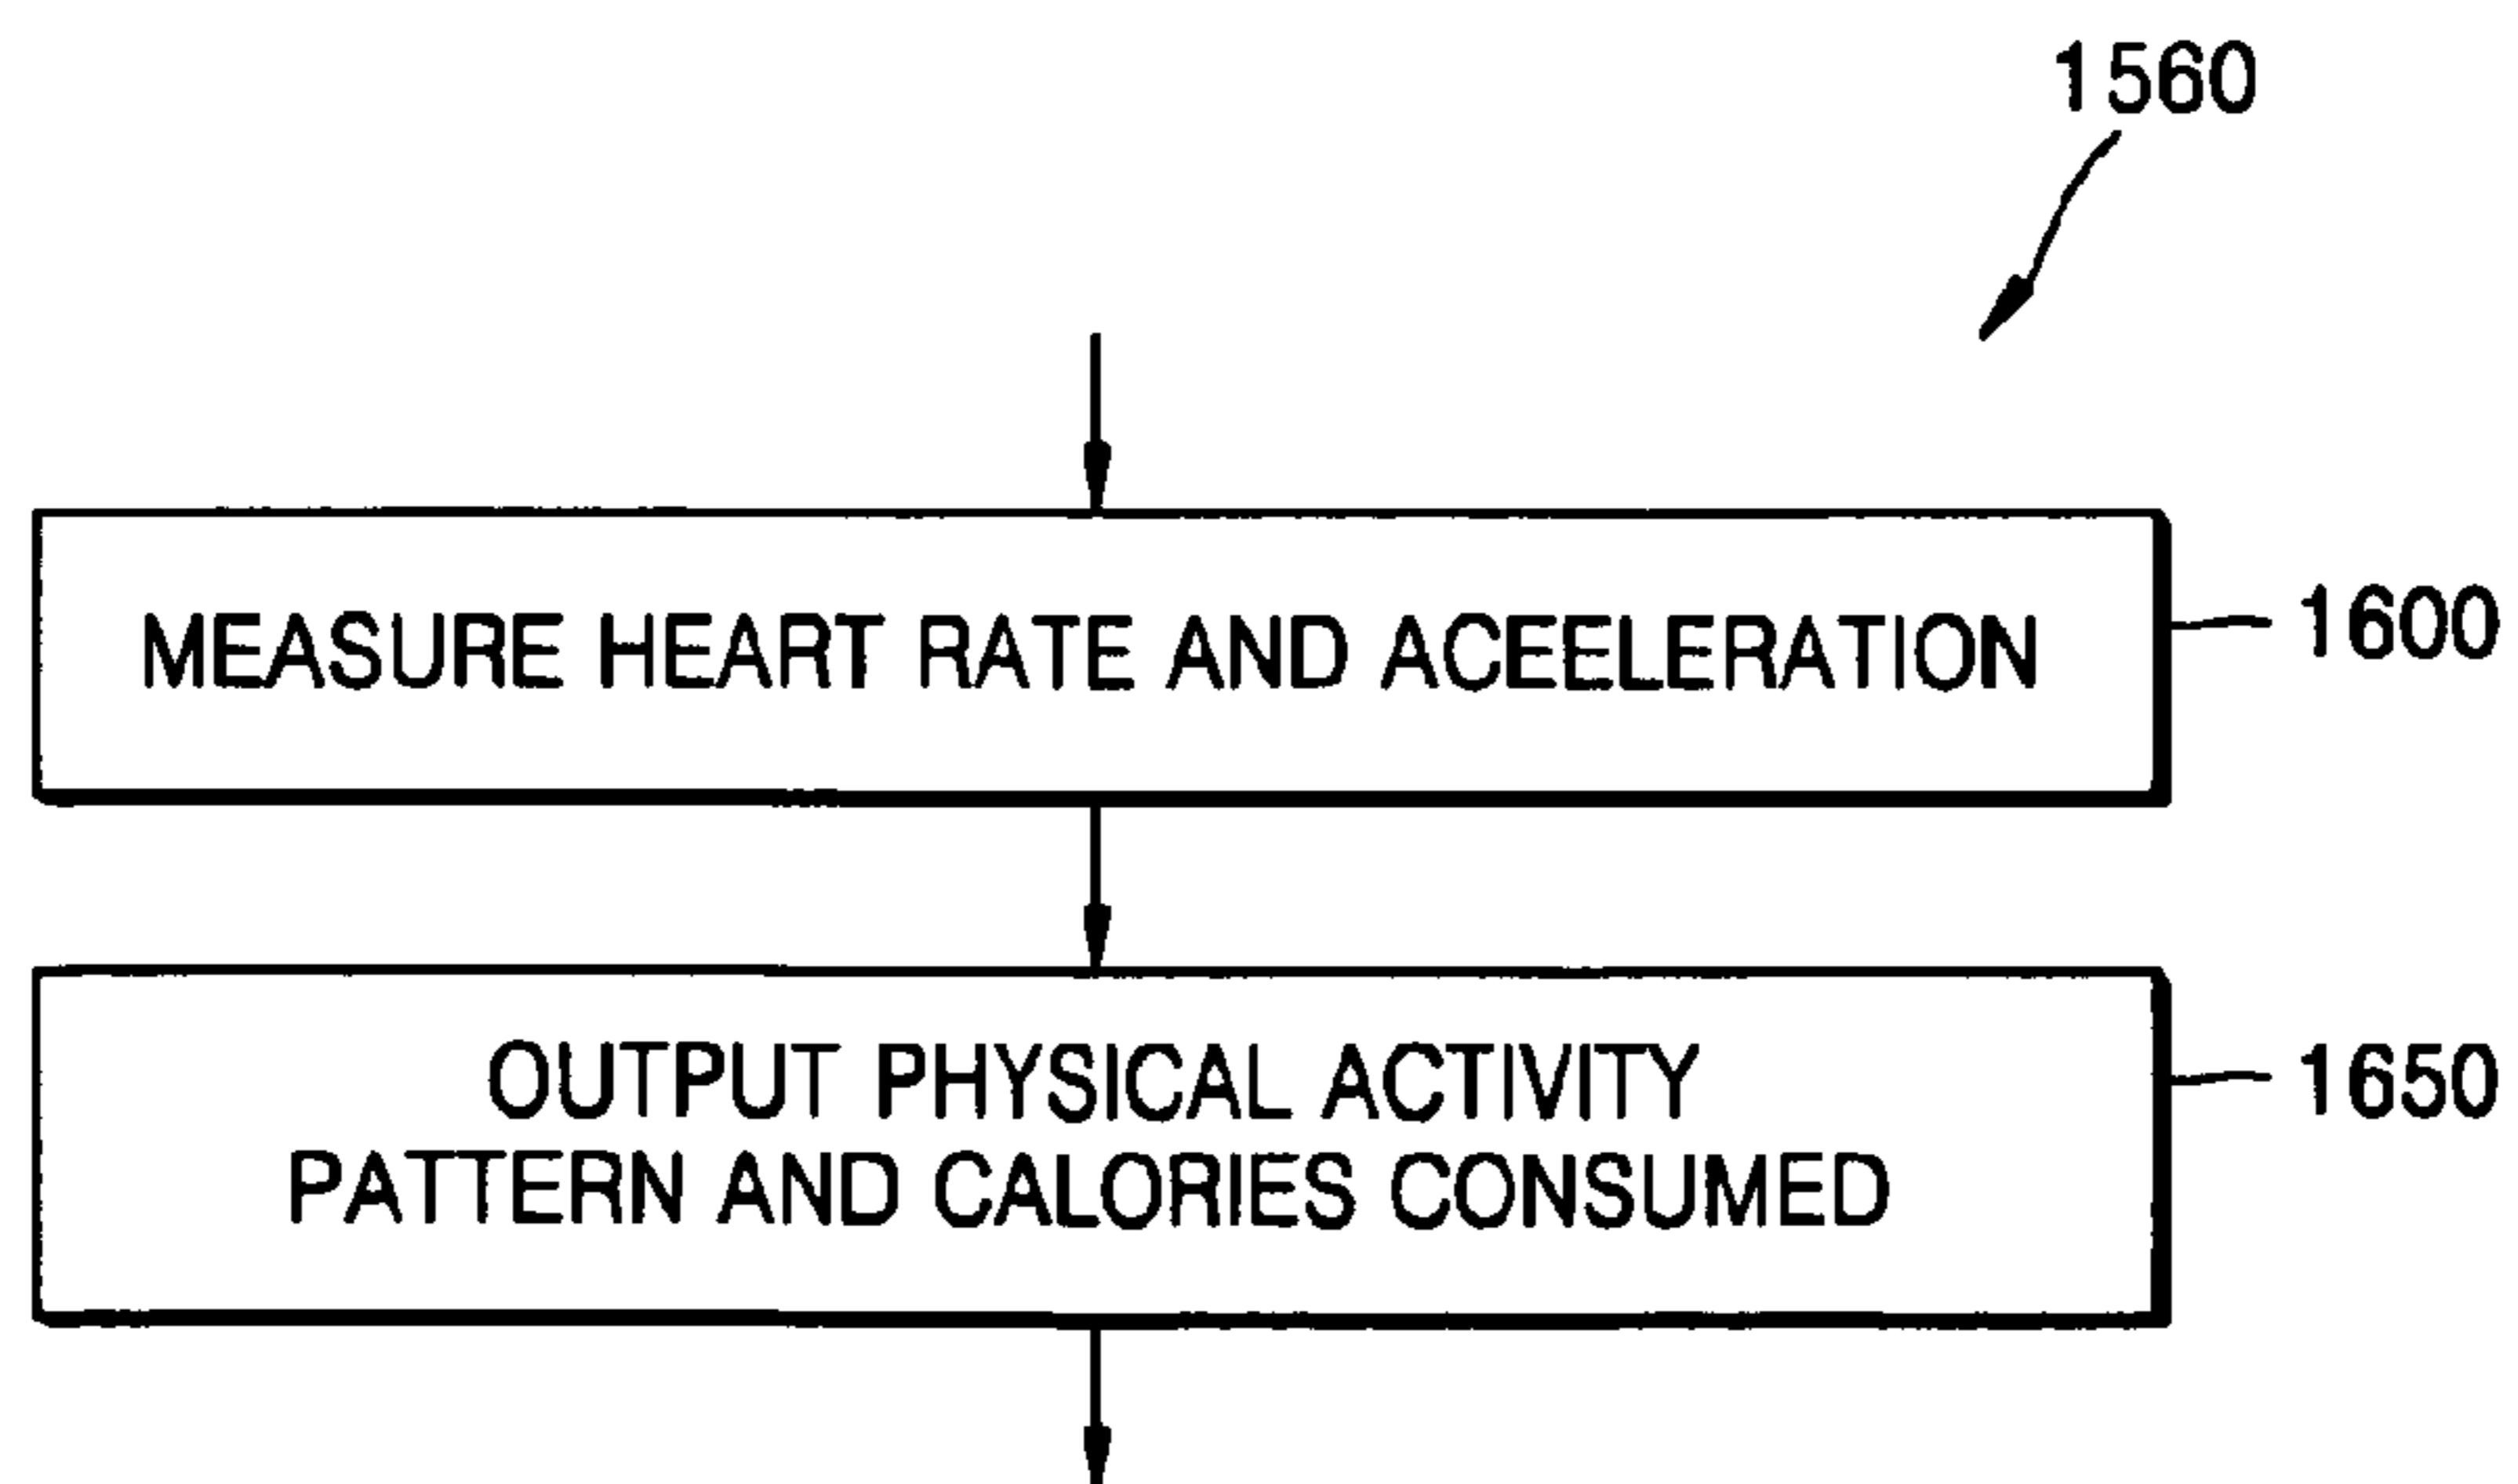 1560
MEASURE HEART RATE AND ACEELERATION
1600
OUTPUT PHYSICAL ACTIVITY
PATTERN AND CALORIES CONSUMED
1650